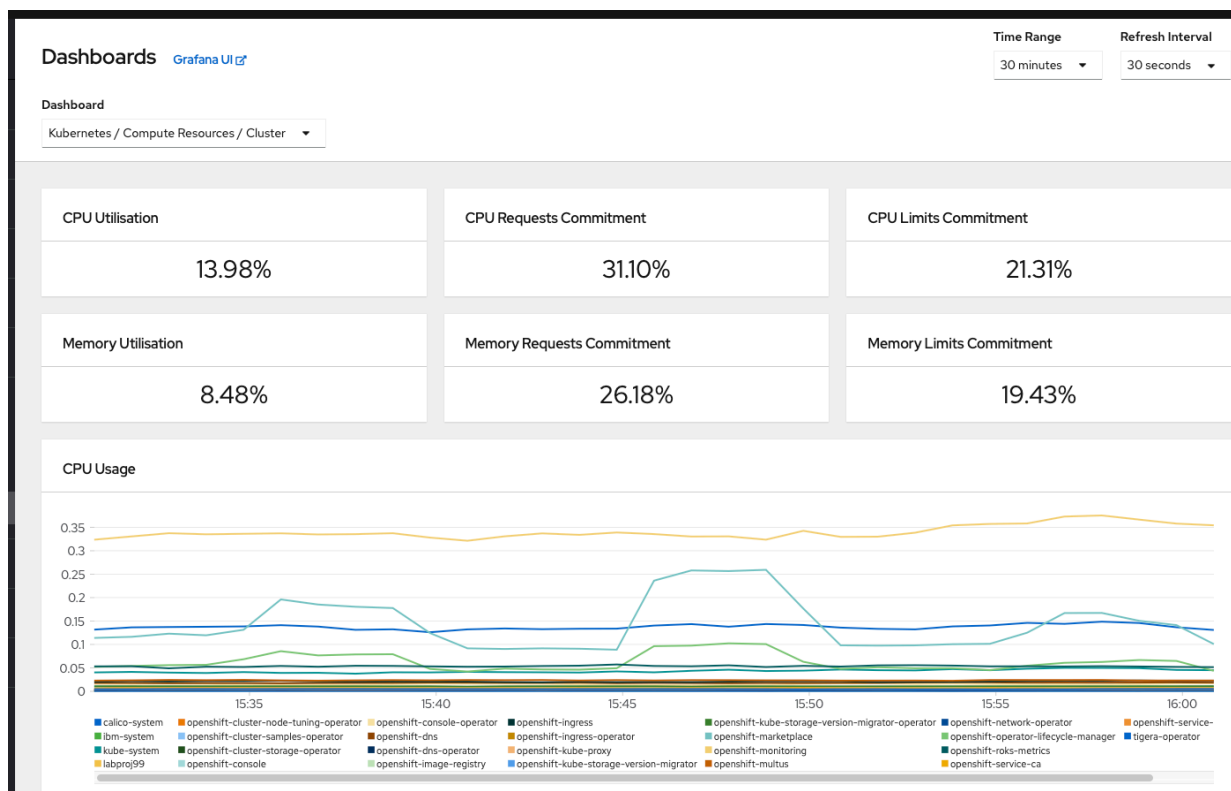 Dashboards Grafana UI
Time Range Refresh Interval
30 minutes 30 seconds
Dashboard
Kubernetes / Compute Resources / Cluster
CPU Utilisation
13.98%
CPU Requests Commitment
31.10%
CPU Limits Commitment
21.31%
Memory Utilisation
8.48%
Memory Requests Commitment
26.18%
Memory Limits Commitment
19.43%
CPU Usage
0.35
0.3
0.25
0.2
0.15
0.1
0.05
0
15:35 15:40 15:45 15:50 15:55 16:00
calico-system openshift-cluster-node-tuning-operator openshift-console-operator openshift-ingress openshift-kube-storage-version-migrator-operator openshift-network-operator openshift-service-
ibm-system openshift-cluster-samples-operator openshift-dns openshift-ingress-operator openshift-marketplace openshift-operator-lifecycle-manager tigera-operator
kube-system openshift-cluster-storage-operator openshift-dns-operator openshift-kube-proxy openshift-monitoring openshift-roks-metrics
labproj99 openshift-console openshift-image-registry openshift-kube-storage-version-migrator openshift-multus openshift-service-ca